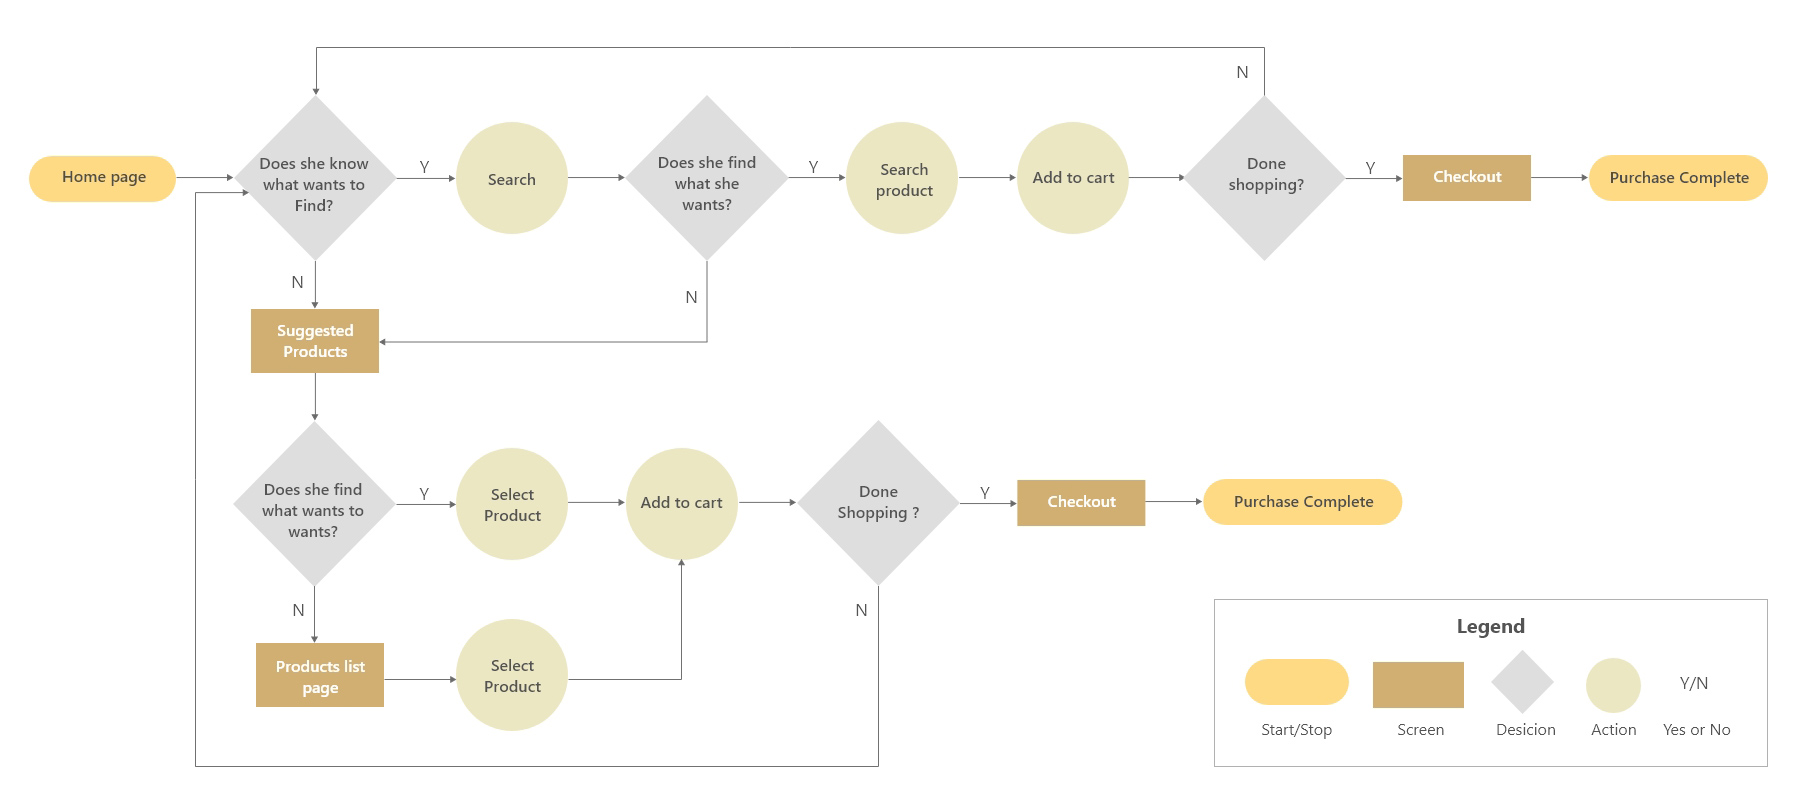 N
Home page
Does she know
what wants to
Find?
Y
Search
Does she find
what she
wants?
Y
Search
product
Add to cart
Done
shopping?
Y
Checkout
Purchase Complete
N
N
Suggested
Products
Does she find
what wants to
wants?
Y
Select
Product
Add to cart
Done
Shopping ?
Y
Checkout
Purchase Complete
N
N
Products list
page
Select
Product
Legend
Y/N
Start/Stop
Screen
Desicion
Action
Yes or No